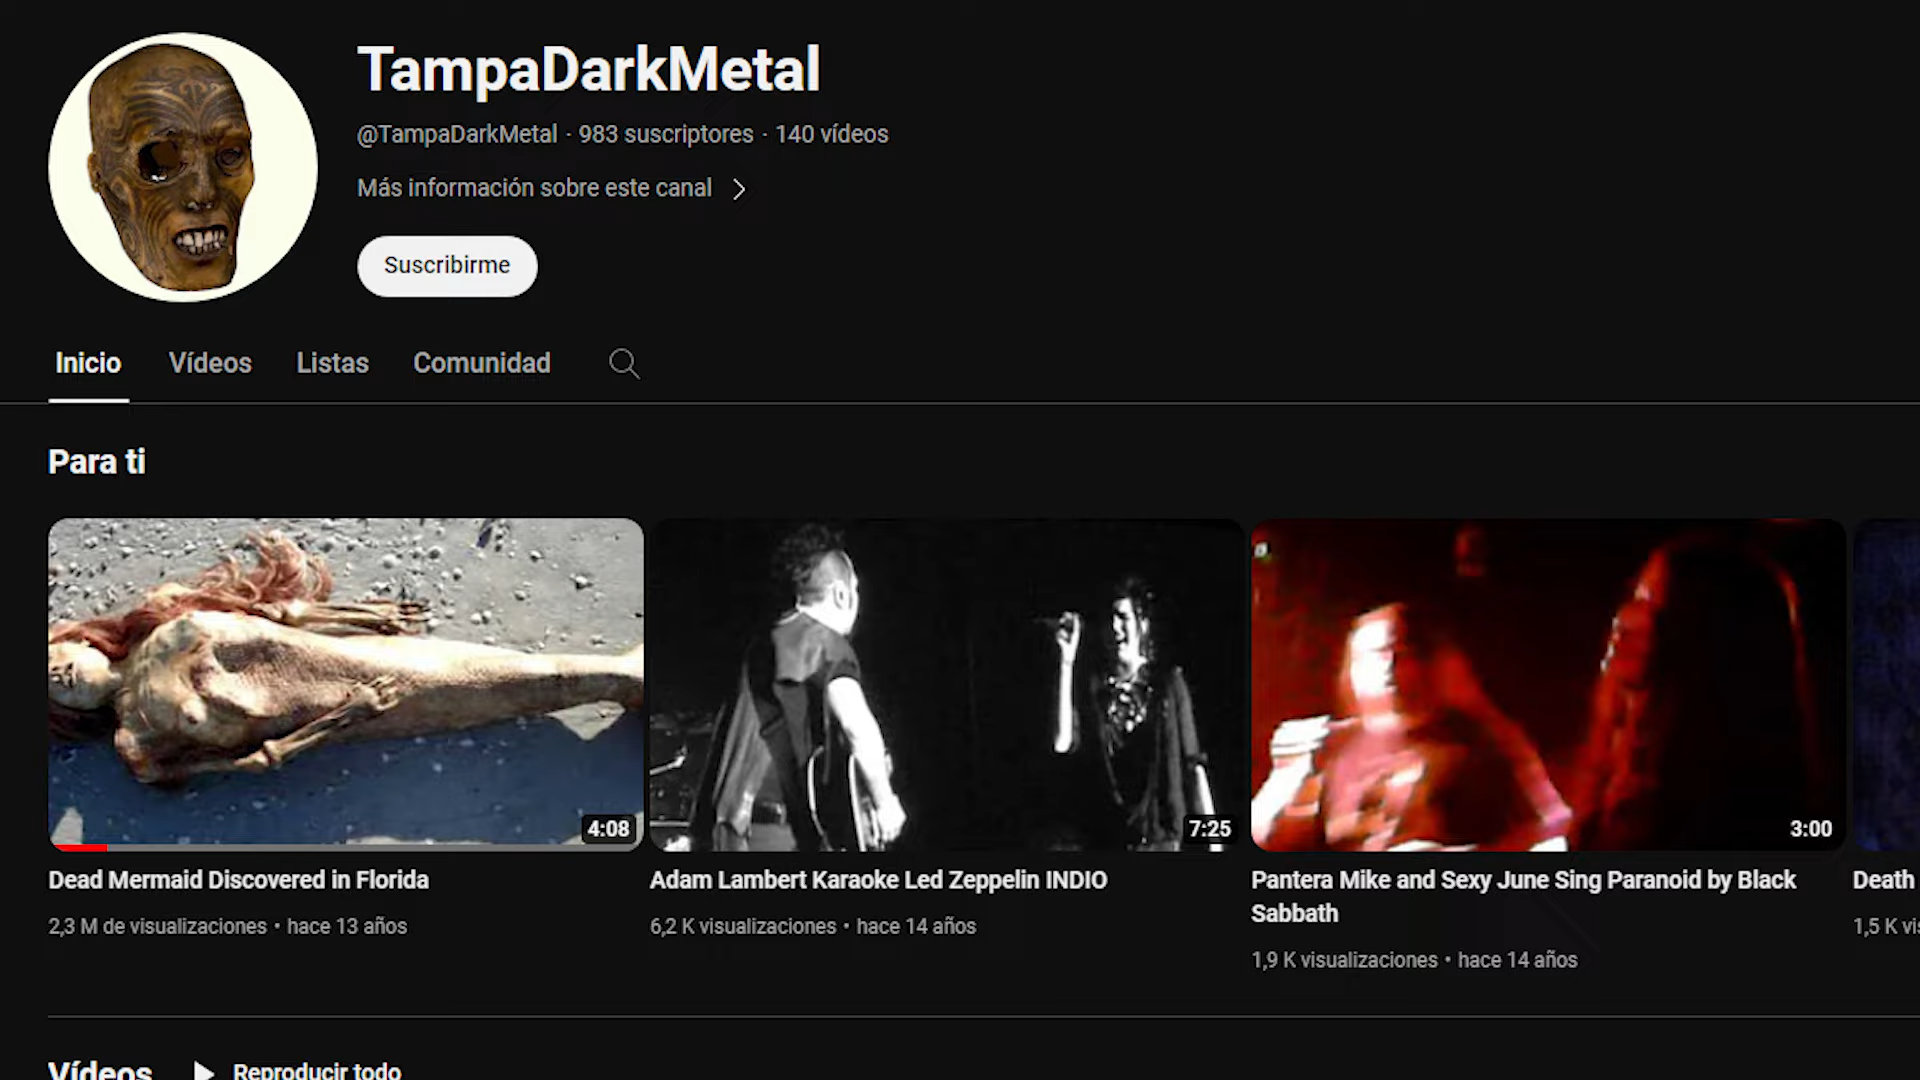 TampaDarkMetal
@TampaDarkMetal · 983 suscriptores · 140 vídeos
Más información sobre este canal
Suscribirme
Inicio Vídeos Listas Comunidad
Para ti
4:08
7:25
3:00
Dead Mermaid Discovered in Florida
2,3 M de visualizaciones • hace 13 años
Adam Lambert Karaoke Led Zeppelin INDIO
6,2 K visualizaciones • hace 14 años
Pantera Mike and Sexy June Sing Paranoid by Black
Sabbath
1,9 K visualizaciones • hace 14 años
Death
1,5 K vis
Vídeos Reproducir todo